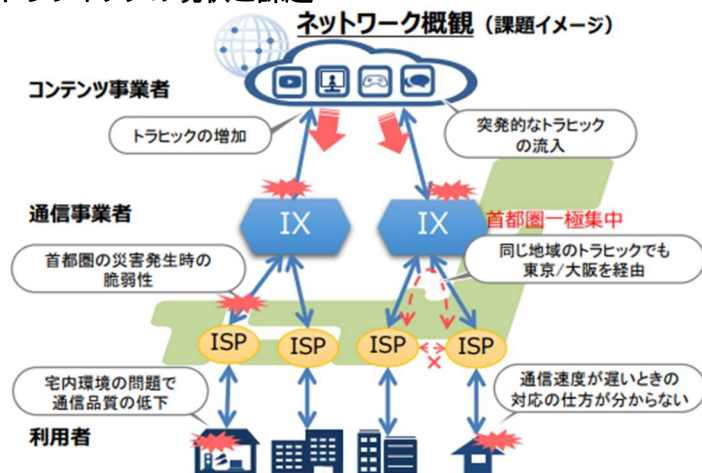 ネットワーク概観（課題イメージ）
コンテンツ事業者
トラヒックの増加
突発的なトラヒック
の流入
通信事業者
IX
IX
首都圏一極集中
首都圏の災害発生時の
脆弱性
同じ地域のトラヒックでも
東京/大阪を経由
ISP
ISP
ISP
ISP
宅内環境の問題で
通信品質の低下
通信速度が遅いときの
対応の仕方が分からない
利用者